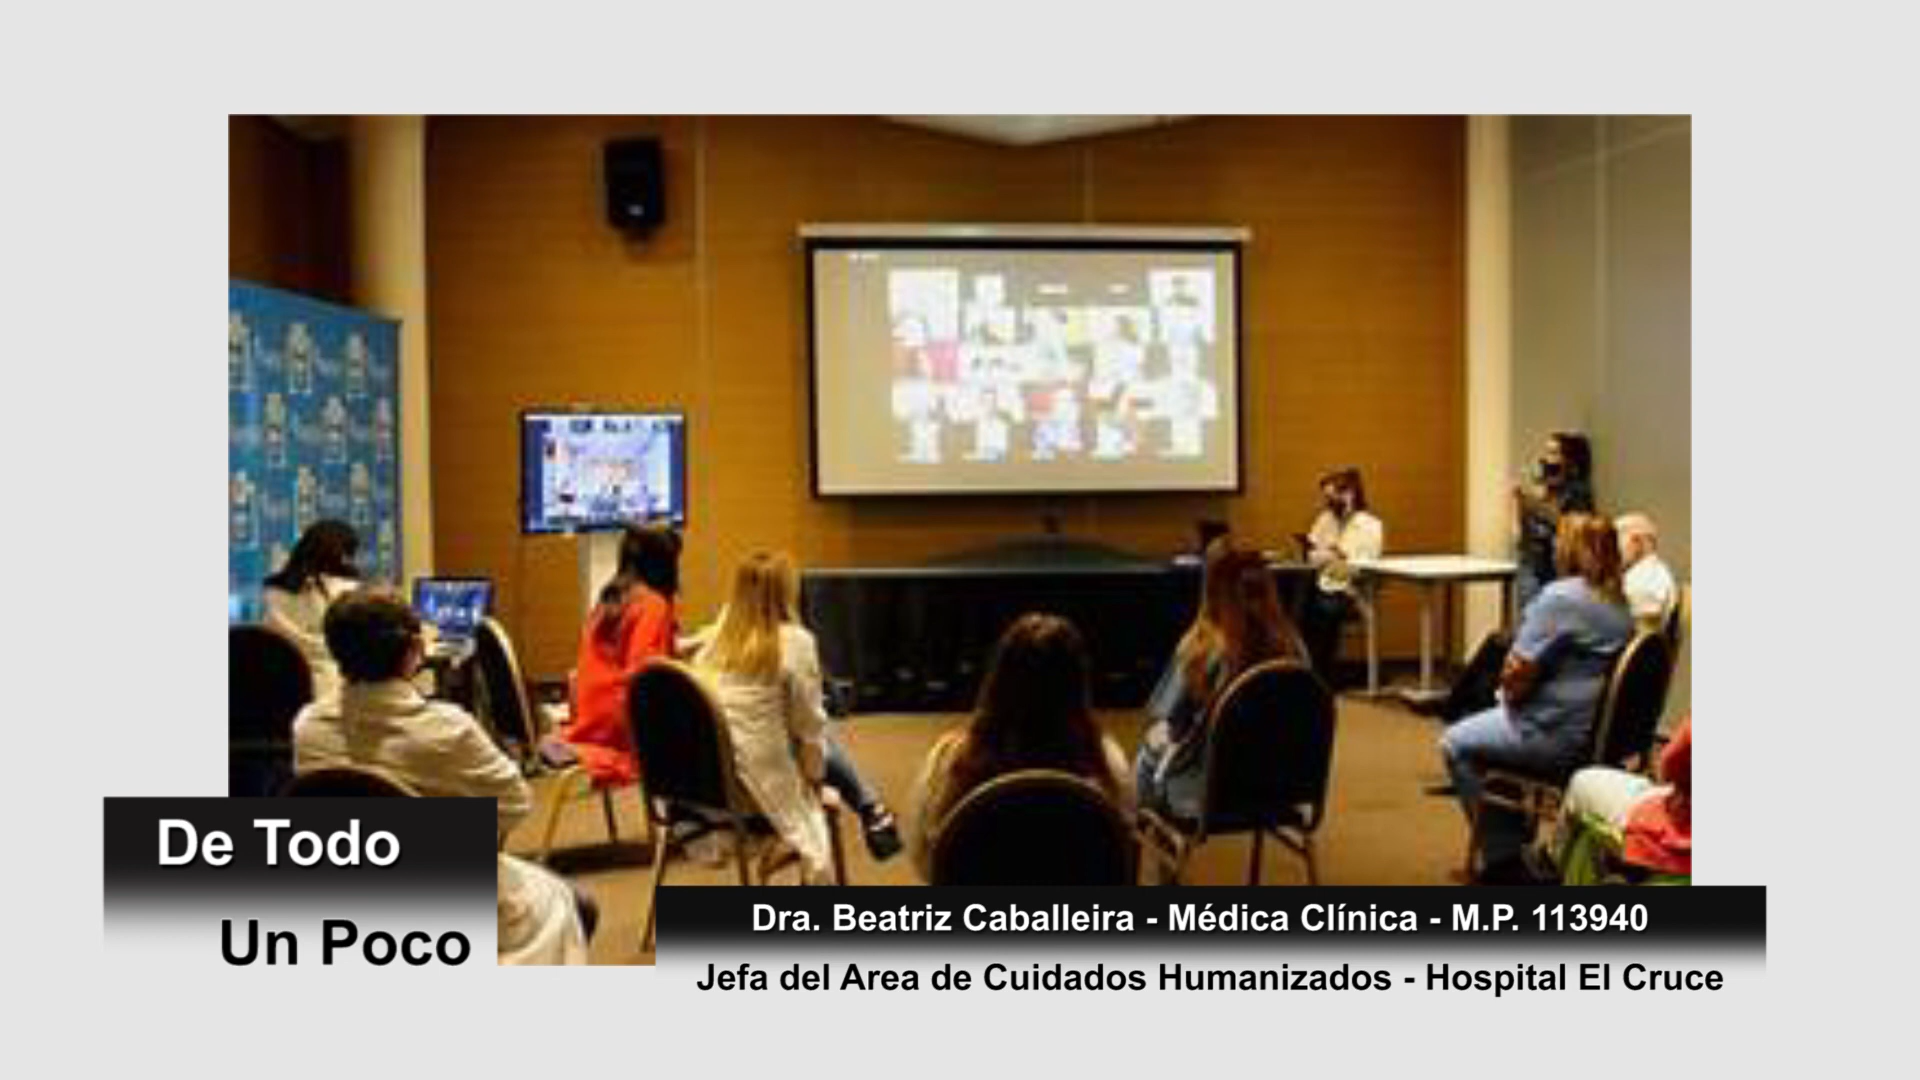 De Todo
Un Poco
Dra. Beatriz Caballeira - Médica Clínica - M.P. 113940
Jefa del Area de Cuidados Humanizados - Hospital El Cruce